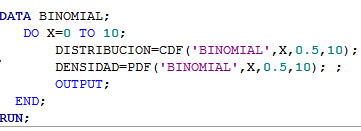 DATA BINOMIAL;
DO X=0 TO 10;
DISTRIBUCION=CDF('BINOMIAL',X,0.5,10);
DENSIDAD=PDF('BINOMIAL',X,0.5,10); ;
OUTPUT;
END;
RUN;